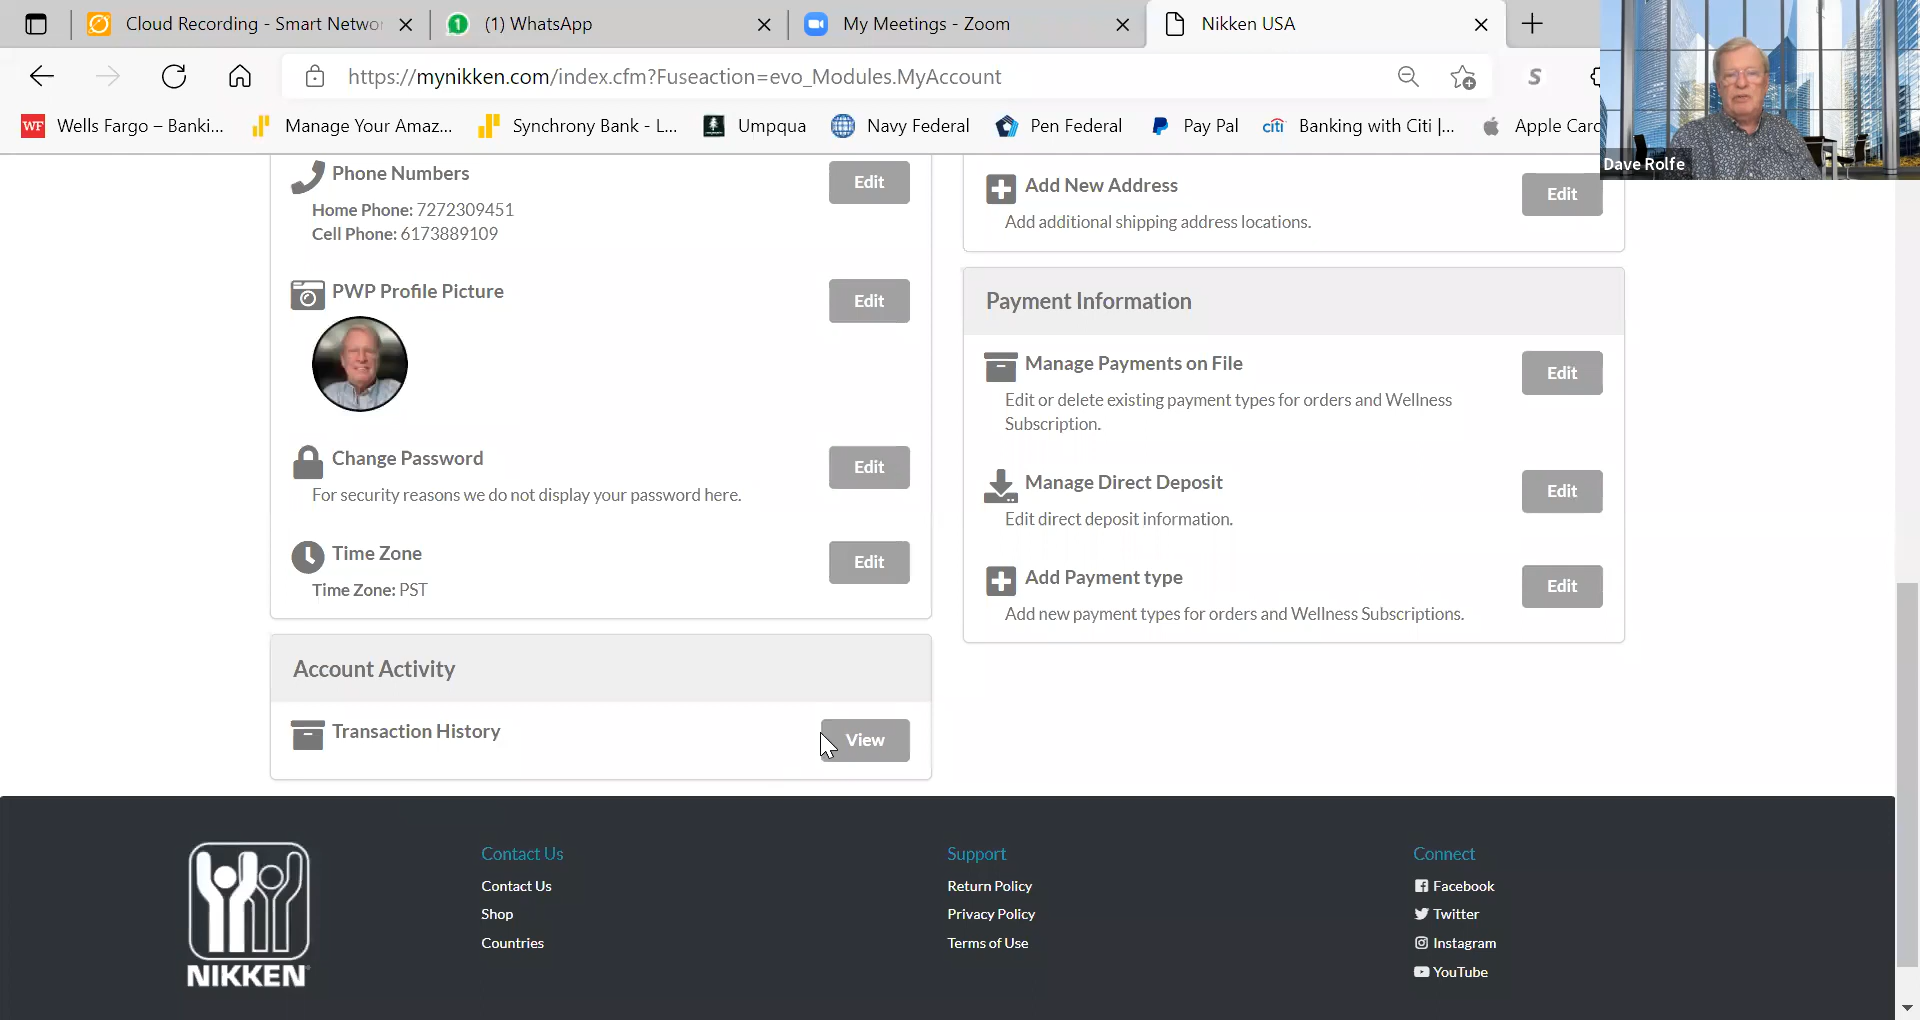 Cloud Recording - Smart Netwo
(1) WhatsApp
My Meetings - Zoom
Nikken USA
https://mynikken.com/index.cfm?Fuseaction=evo_Modules.MyAccount
WF Wells Fargo – Banki...
Manage Your Amaz...
Synchrony Bank - L...
Umpqua
Navy Federal
Pen Federal
Pay Pal
citi Banking with Citi |...
Apple Card
Dave Rolfe
Phone Numbers
Edit
Home Phone: 7272309451
Cell Phone: 6173889109
PWP Profile Picture
Edit
Change Password
Edit
For security reasons we do not display your password here.
Time Zone
Edit
Time Zone: PST
Account Activity
Transaction History
View
Add New Address
Edit
Add additional shipping address locations.
Payment Information
Manage Payments on File
Edit
Edit or delete existing payment types for orders and Wellness
Subscription.
Manage Direct Deposit
Edit
Edit direct deposit information.
Add Payment type
Edit
Add new payment types for orders and Wellness Subscriptions.
NIKKEN
Contact Us
Contact Us
Shop
Countries
Support
Return Policy
Privacy Policy
Terms of Use
Connect
Facebook
Twitter
Instagram
YouTube